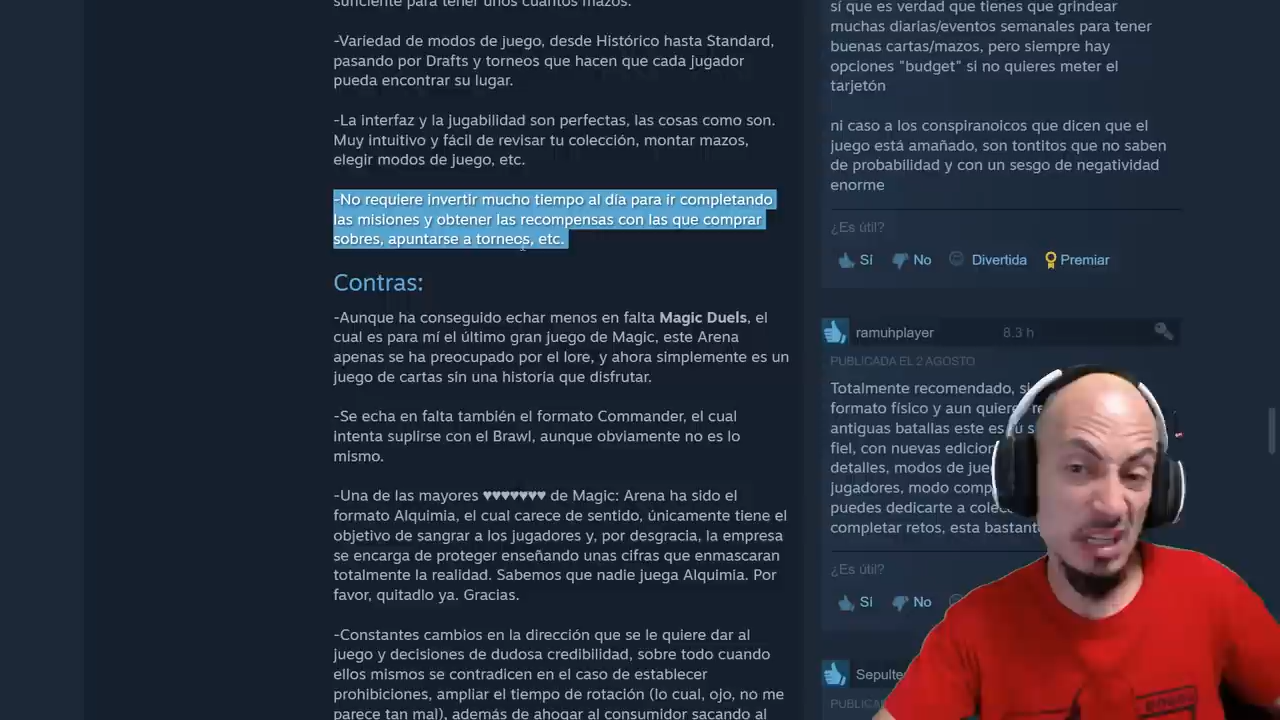 suficiente para tener unos cuantos mazos.
-Variedad de modos de juego, desde Histórico hasta Standard,
pasando por Drafts y torneos que hacen que cada jugador
pueda encontrar su lugar.
-La interfaz y la jugabilidad son perfectas, las cosas como son.
Muy intuitivo y fácil de revisar tu colección, montar mazos,
elegir modos de juego, etc.
-No requiere invertir mucho tiempo al día para ir completando
las misiones y obtener las recompensas con las que comprar
sobres, apuntarse a torneos, etc.
Contras:
-Aunque ha conseguido echar menos en falta Magic Duels, el
cual es para mí el último gran juego de Magic, este Arena
apenas se ha preocupado por el lore, y ahora simplemente es un
juego de cartas sin una historia que disfrutar.
-Se echa en falta también el formato Commander, el cual
intenta suplirse con el Brawl, aunque obviamente no es lo
mismo.
-Una de las mayores ♥♥♥♥♥♥♥ de Magic: Arena ha sido el
formato Alquimia, el cual carece de sentido, únicamente tiene el
objetivo de sangrar a los jugadores y, por desgracia, la empresa
se encarga de proteger enseñando unas cifras que enmascaran
totalmente la realidad. Sabemos que nadie juega Alquimia. Por
favor, quitadlo ya. Gracias.
-Constantes cambios en la dirección que se le quiere dar al
juego y decisiones de dudosa credibilidad, sobre todo cuando
ellos mismos se contradicen en el caso de establecer
prohibiciones, ampliar el tiempo de rotación (lo cual, ojo, no me
parece tan mal), además de ahogar al consumidor sacando al
sí que es verdad que tienes que grindear
muchas diarias/eventos semanales para tener
buenas cartas/mazos, pero siempre hay
opciones "budget" si no quieres meter el
tarjetón
ni caso a los conspiranoicos que dicen que el
juego está amañado, son tontitos que no saben
de probabilidad y con un sesgo de negatividad
enorme
¿Es útil?
Sí No Divertida Premiar
ramuhplayer 8.3 h
PUBLICADA EL 2 AGOSTO
Totalmente recomendado, si
formato físico y aun quiere
antiguas batallas este es
fiel, con nuevas
detalles, modos de
jugadores, modo
puedes dedicarte a
completar retos, esta
¿Es útil?
Sí No